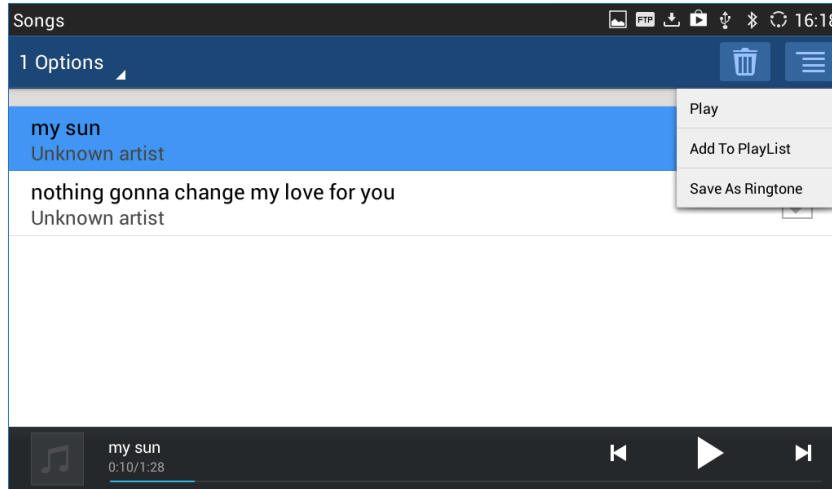 Songs
FTP
16:18
1 Options
Play
my sun
Unknown artist
Add To PlayList
Save As Ringtone
nothing gonna change my love for you
Unknown artist
my sun
0:10/1:28